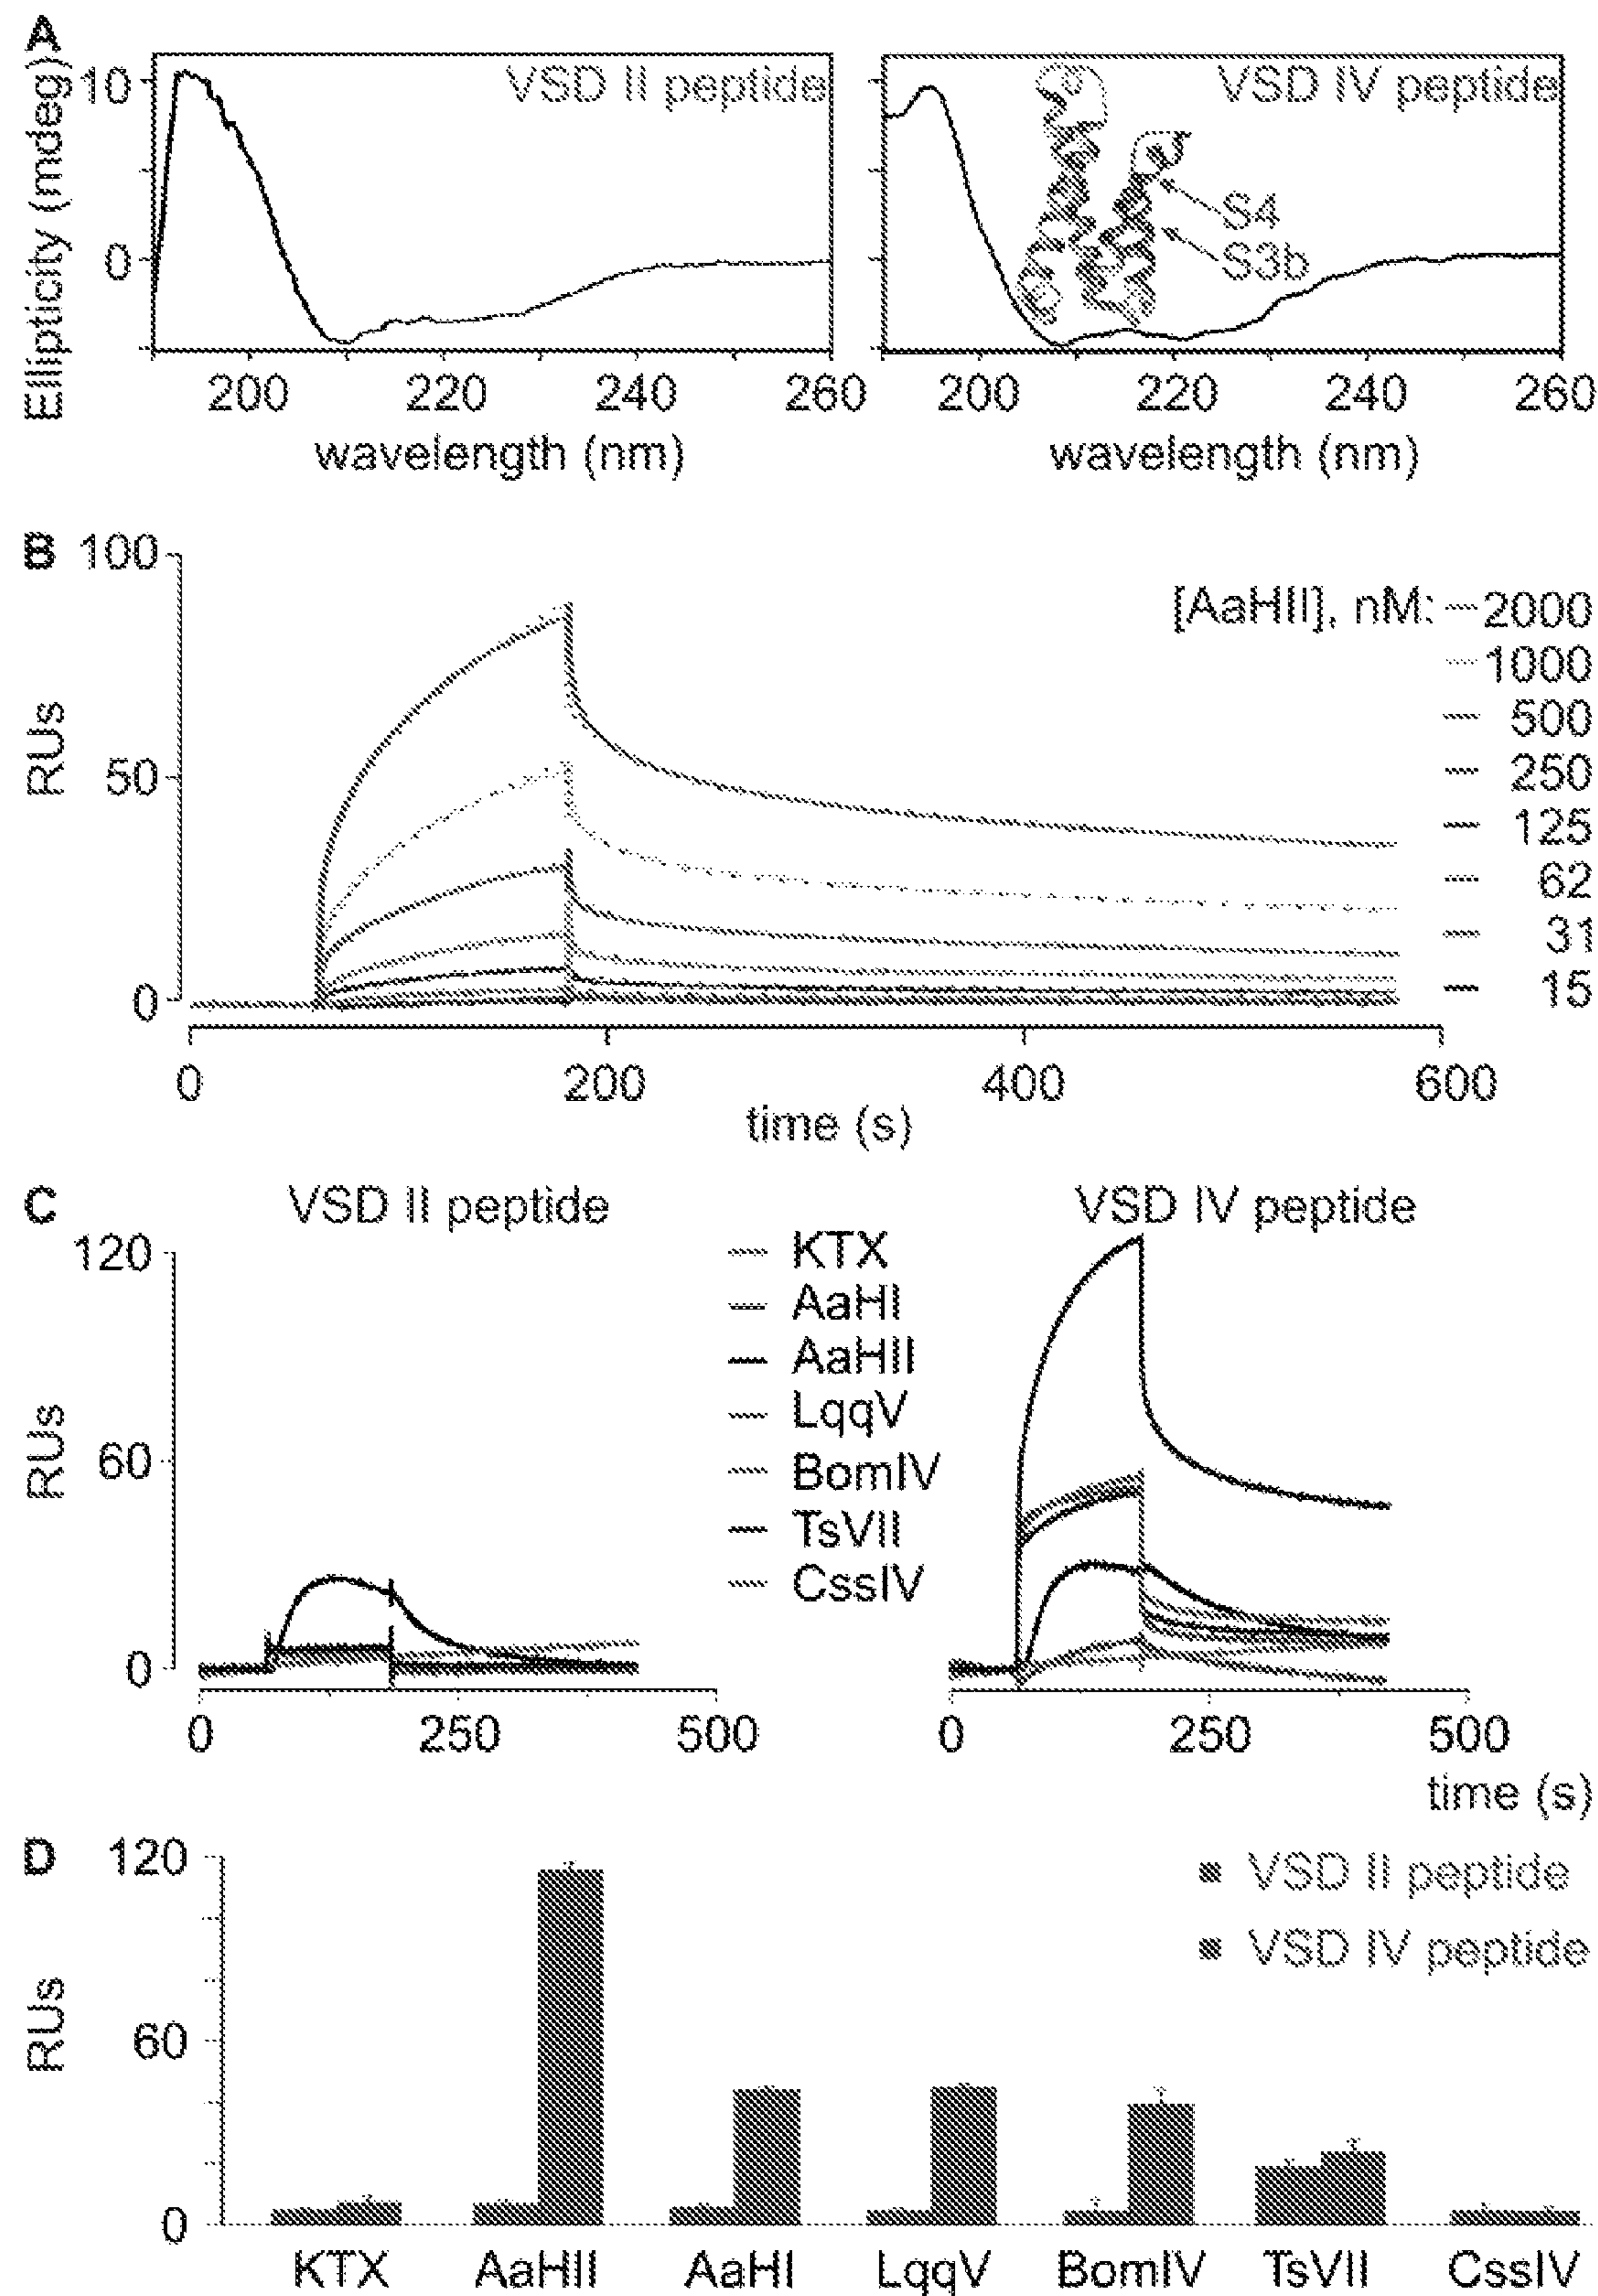 A
Ellipticity (mdeg)
10
0
VSD II peptide
VSD IV peptide
S4
S3b
200 220 240 260 200 220 240 260
wavelength (nm) wavelength (nm)
B
100
50
0
RUs
[AaHII], nM: 2000
1000
500
250
125
62
31
15
0 200 400 600
time (s)
C
VSD II peptide
VSD IV peptide
120
60
0
RUs
KTX
AaHI
AaHII
LqqV
BomIV
TsVII
CssIV
0 250 500 0 250 500
time (s)
D
120
60
0
RUs
VSD II peptide
VSD IV peptide
KTX AaHII AaHI LqqV BomIV TsVII CssIV